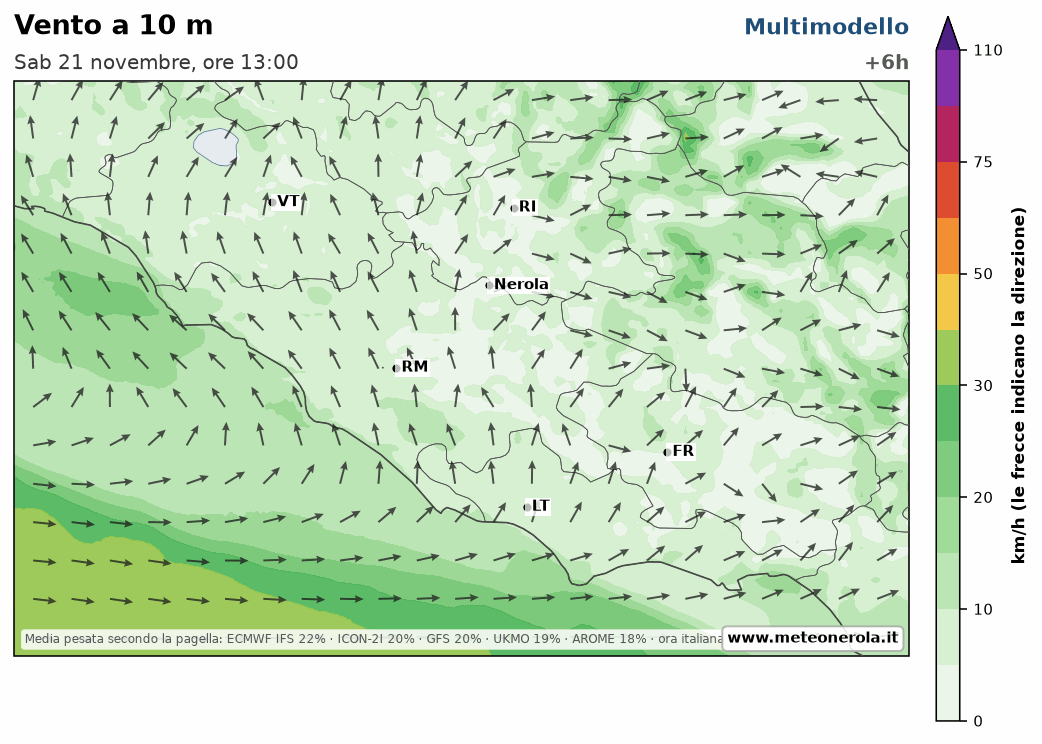 Vento a 10 m
Multimodello
Sab 21 novembre, ore 13:00
+6h
VT
RI
Nerola
RM
FR
LT
Media pesata secondo la pagella: ECMWF IFS 22% · ICON-2I 20% · GFS 20% · UKMO 19% · AROME 18% · ora italiana
www.meteonerola.it
110
75
50
30
20
10
0
km/h (le frecce indicano la direzione)